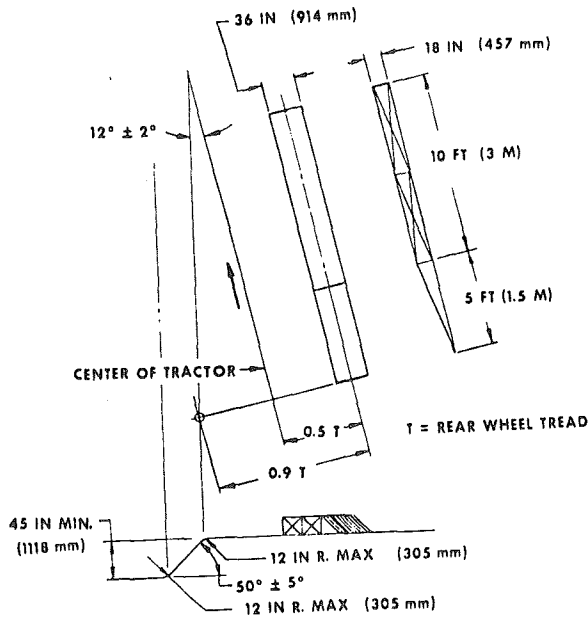 36 IN (914 mm)
18 IN (457 mm)
12° ± 2°
10 FT (3 M)
5 FT (1.5 M)
CENTER OF TRACTOR
0.5 T
T = REAR WHEEL TREAD
0.9 T
45 IN MIN.
(1118 mm)
12 IN R. MAX (305 mm)
50° ± 5°
12 IN R. MAX (305 mm)